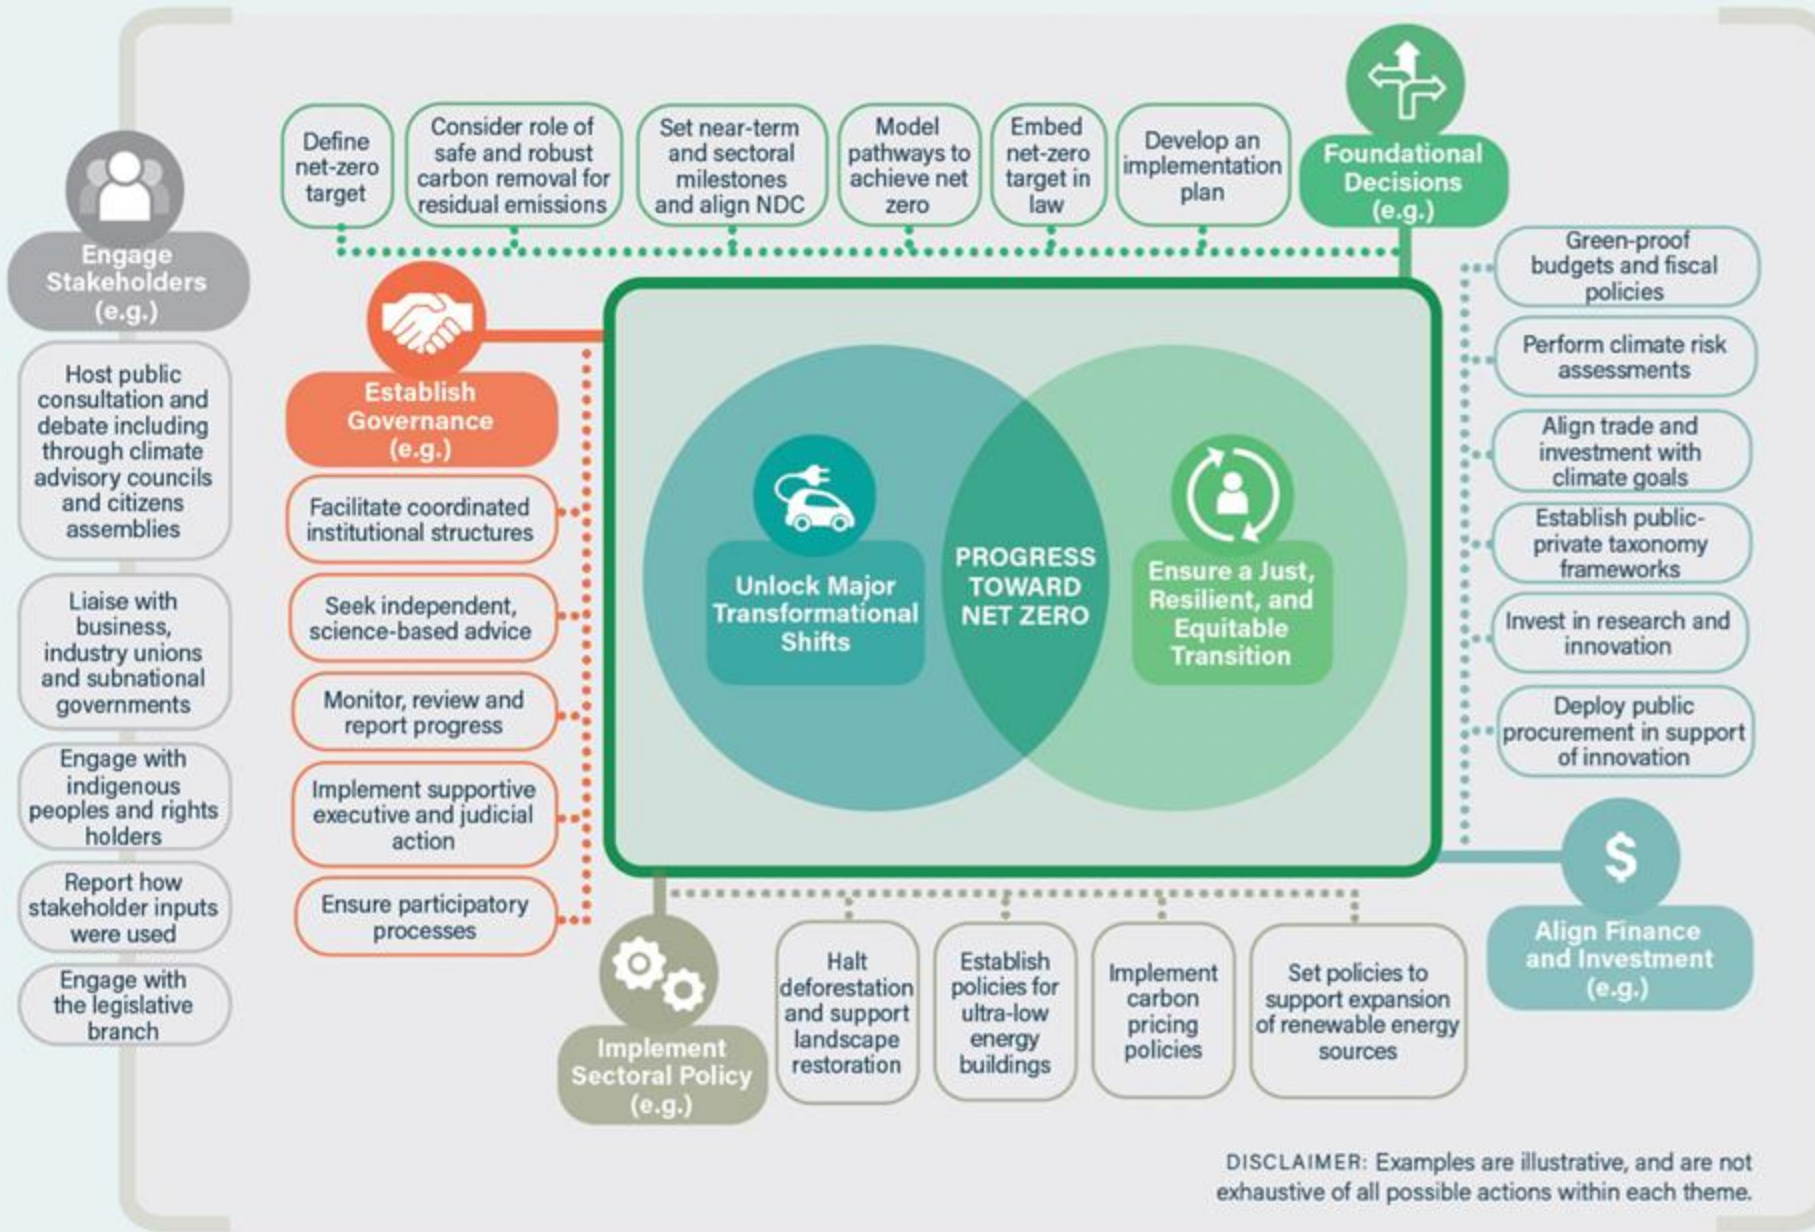 Engage
Stakeholders
(e.g.)
Host public
consultation and
debate including
through climate
advisory councils
and citizens
assemblies
Liaise with
business,
industry unions
and subnational
governments
Engage with
indigenous
peoples and rights
holders
Report how
stakeholder inputs
were used
Engage with
the legislative
branch
Foundational
Decisions
(e.g.)
Define
net-zero
target
Consider role of
safe and robust
carbon removal for
residual emissions
Set near-term
and sectoral
milestones
and align NDC
Model
pathways to
achieve net
zero
Embed
net-zero
target in
law
Develop an
implementation
plan
Establish
Governance
(e.g.)
Facilitate coordinated
institutional structures
Seek independent,
science-based advice
Monitor, review and
report progress
Implement supportive
executive and judicial
action
Ensure participatory
processes
Unlock Major
Transformational
Shifts
PROGRESS
TOWARD
NET ZERO
Ensure a Just,
Resilient, and
Equitable
Transition
Green-proof
budgets and fiscal
policies
Perform climate risk
assessments
Align trade and
investment with
climate goals
Establish public-
private taxonomy
frameworks
Invest in research and
innovation
Deploy public
procurement in support
of innovation
$
Align Finance
and Investment
(e.g.)
Implement
Sectoral Policy
(e.g.)
Halt
deforestation
and support
landscape
restoration
Establish
policies for
ultra-low
energy
buildings
Implement
carbon
pricing
policies
Set policies to
support expansion
of renewable energy
sources
DISCLAIMER: Examples are illustrative, and are not
exhaustive of all possible actions within each theme.